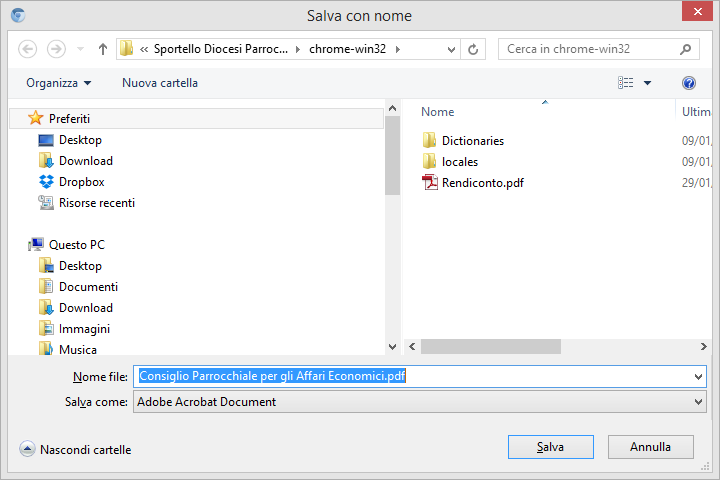 Salva con nome
« Sportello Diocesi Parroc... chrome-win32
Cerca in chrome-win32
Organizza
Nuova cartella
Preferiti
Desktop
Download
Dropbox
Risorse recenti
Questo PC
Desktop
Documenti
Download
Immagini
Musica
Nome Ultima
Dictionaries 09/01,
locales 09/01,
Rendiconto.pdf 29/01,
Nome file: Consiglio Parrocchiale per gli Affari Economici.pdf
Salva come: Adobe Acrobat Document
Nascondi cartelle
Salva
Annulla